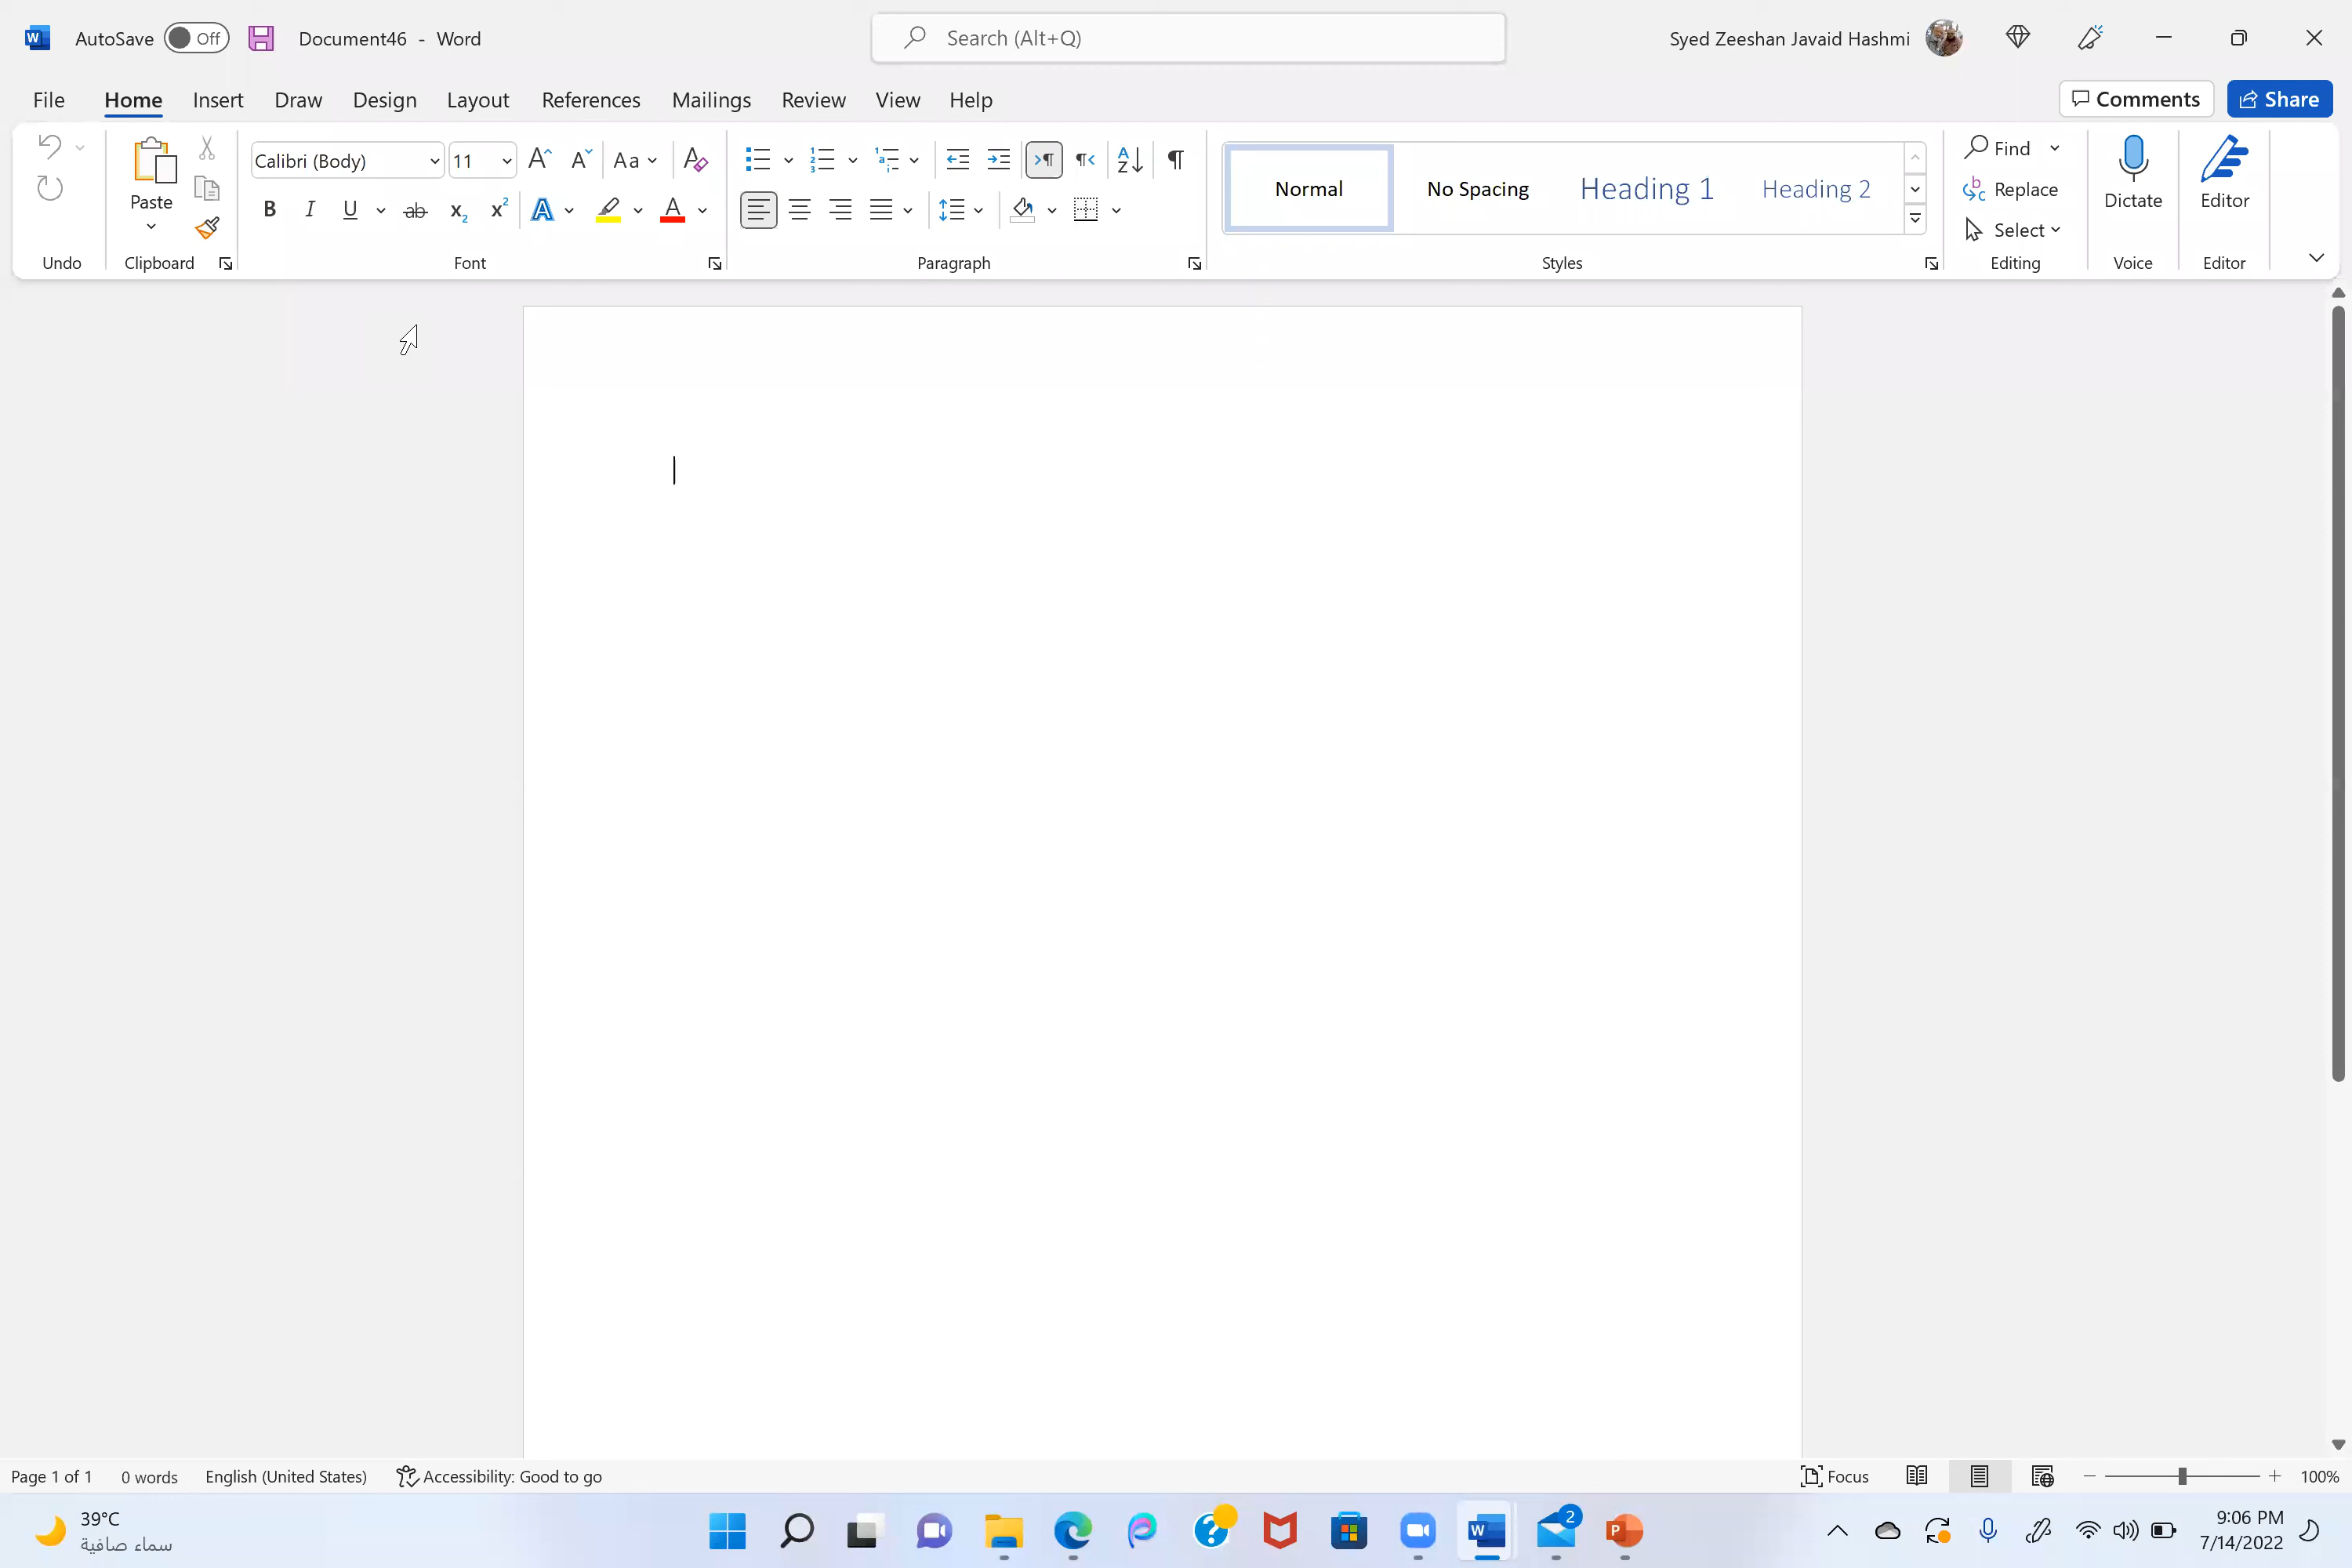 AutoSave Off Document46 - Word Search (Alt+Q) Syed Zeeshan Javaid Hashmi
File Home Insert Draw Design Layout References Mailings Review View Help Comments Share
Calibri (Body) 11 Aa
Paste
Normal No Spacing Heading 1 Heading 2
Find
Replace
Select
Dictate
Editor
Undo Clipboard Font Paragraph Styles Editing Voice Editor
Page 1 of 1 0 words English (United States) Accessibility: Good to go Focus 100%
39°C
سماء صافية
2
9:06 PM
7/14/2022